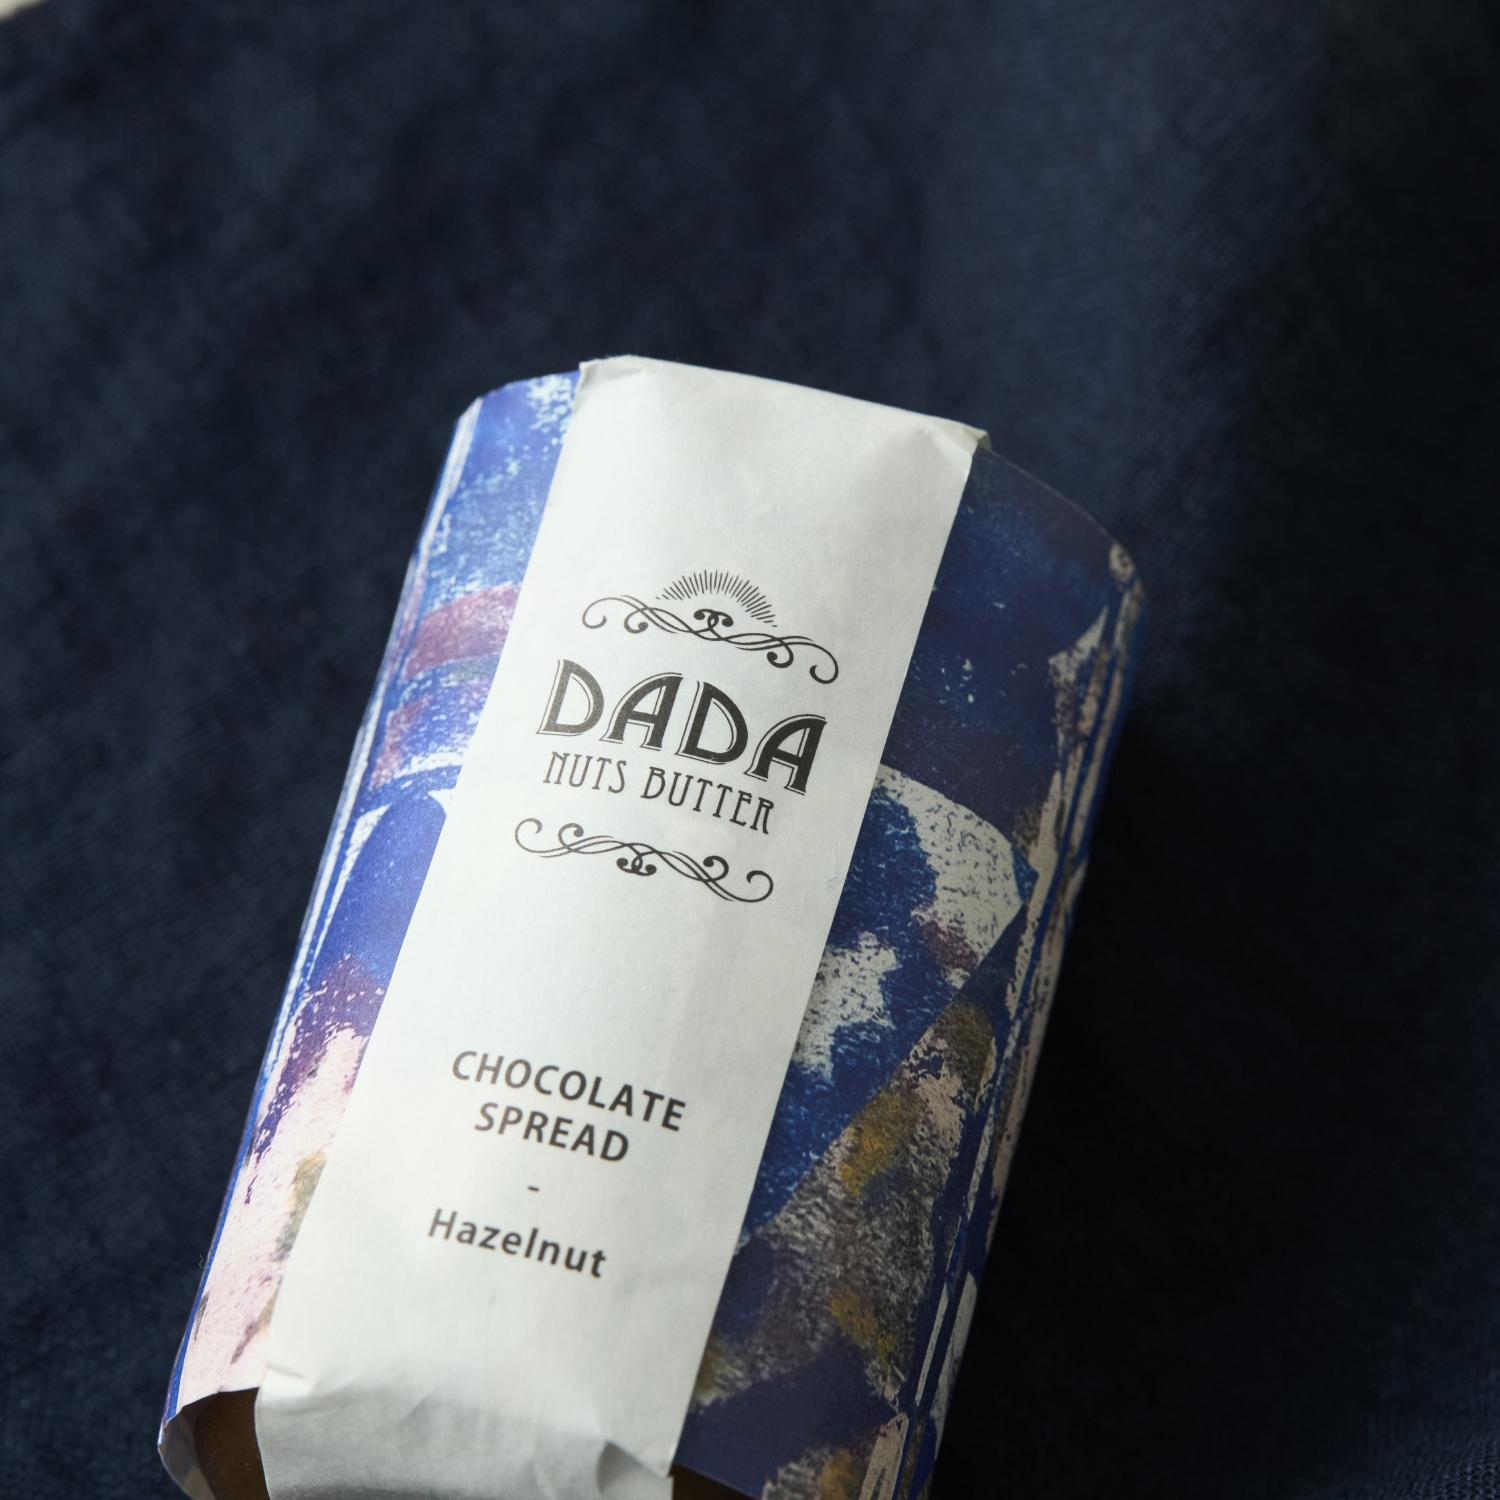 DADA
NUTS BUTTER
CHOCOLATE
SPREAD
-
Hazelnut